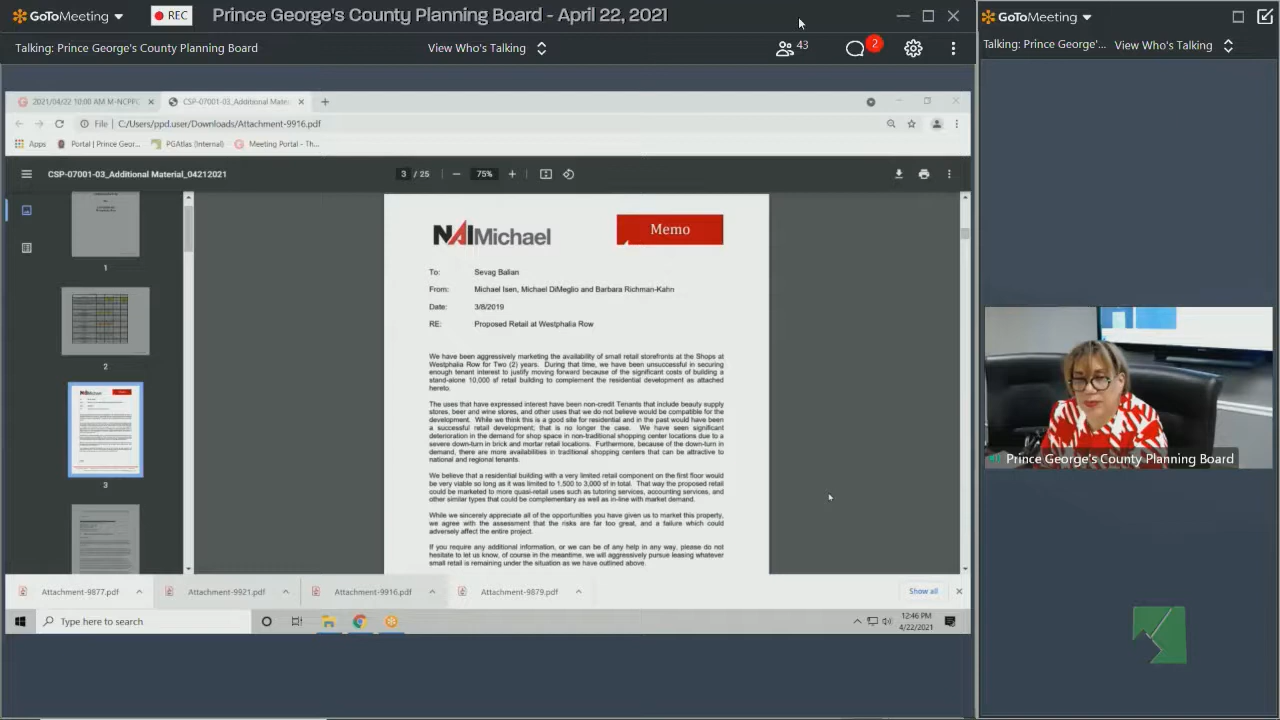 GoToMeeting
REC
Prince George's County Planning Board - April 22, 2021
Talking: Prince George's County Planning Board
View Who's Talking
43
2
GoToMeeting
Talking: Prince George'...
View Who's Talking
2021/04/22 10:00 AM M-NCPPC
CSP-07001-03_Additional Mate
File
C:/Users/ppd.user/Downloads/Attachment-9916.pdf
Apps
Portal | Prince Geor...
PGAtlas (Internal)
Meeting Portal - Th...
CSP-07001-03_Additional Material_04212021
3 / 25
75%
1
2
3
NAIMichael
Memo
To: Sevag Balian
From: Michael Isen, Michael DiMeglio and Barbara Richman-Kahn
Date: 3/8/2019
RE: Proposed Retail at Westphalia Row
We have been aggressively marketing the availability of small retail storefronts at the Shops at
Westphalia Row for Two (2) years. During that time, we have been unsuccessful in securing
enough tenant interest to justify moving forward because of the significant costs of building a
stand-alone 10,000 sf retail building to complement the residential development as attached
hereto.
The uses that have expressed interest have been non-credit Tenants that include beauty supply
stores, beer and wine stores, and other uses that we do not believe would be compatible for the
development. While we think this is a good site for residential and in the past would have been
a successful retail development; that is no longer the case. We have seen significant
deterioration in the demand for shop space in non-traditional shopping center locations due to a
severe down-turn in brick and mortar retail locations. Furthermore, because of the down-turn in
demand, there are more availabilities in traditional shopping centers that can be attractive to
national and regional tenants.
We believe that a residential building with a very limited retail component on the first floor would
be very viable so long as it was limited to 1,500 to 3,000 sf in total. That way the proposed retail
could be marketed to more quasi-retail uses such as tutoring services, accounting services, and
other similar types that could be complementary as well as in-line with market demand.
While we sincerely appreciate all of the opportunities you have given us to market this property,
we agree with the assessment that the risks are far too great, and a failure which could
adversely affect the entire project.
If you require any additional information, or we can be of any help in any way, please do not
hesitate to let us know, of course in the meantime, we will aggressively pursue leasing whatever
small retail is remaining under the situation as we have outlined above.
Prince George's County Planning Board
Attachment-9877.pdf
Attachment-9921.pdf
Attachment-9916.pdf
Attachment-9879.pdf
Show all
Type here to search
12:46 PM
4/22/2021